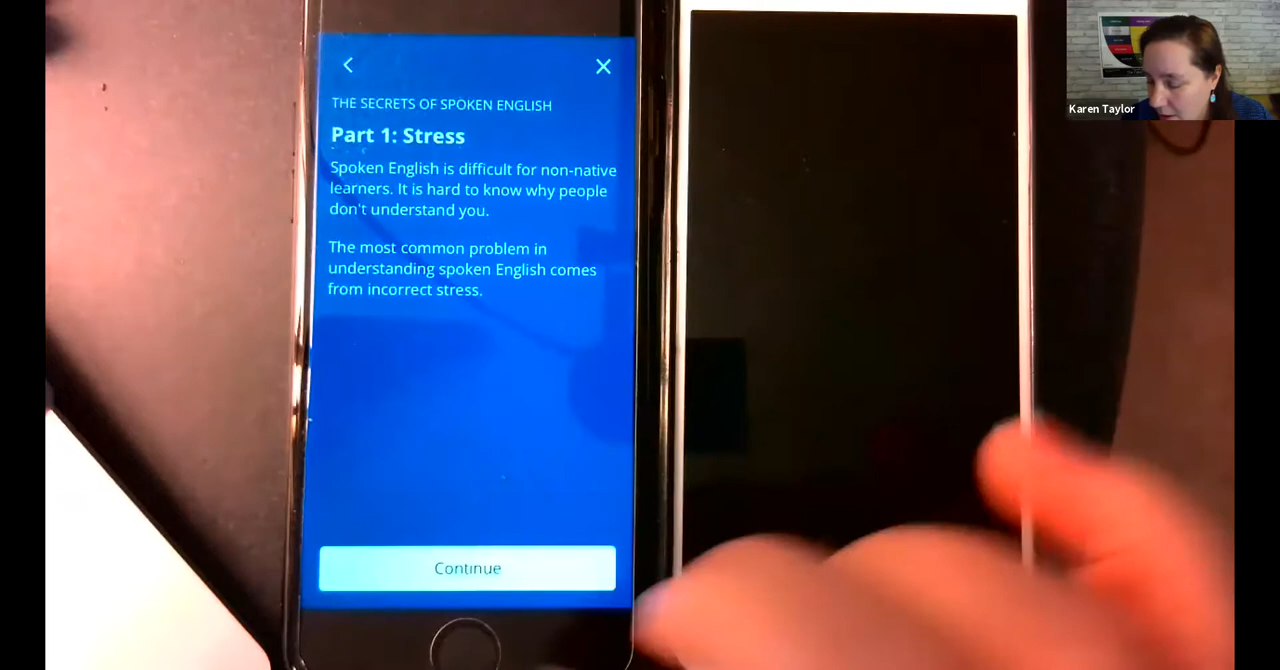 THE SECRETS OF SPOKEN ENGLISH
Part 1: Stress
Spoken English is difficult for non-native
learners. It is hard to know why people
don't understand you.
The most common problem in
understanding spoken English comes
from incorrect stress.
Continue
Karen Taylor